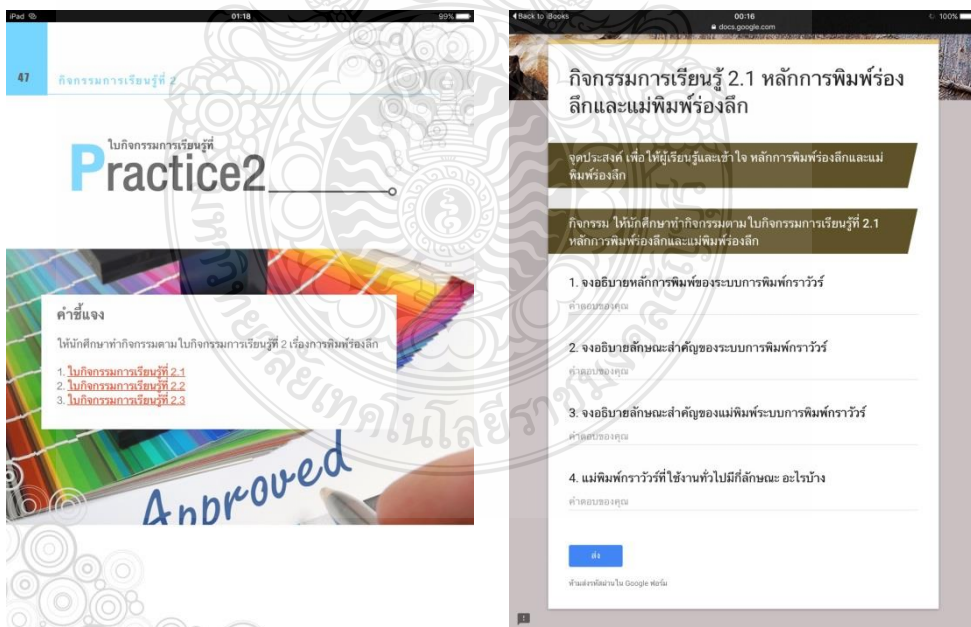 iPad
01:18
99%
47
กิจกรรมการเรียนรู้ที่ 2
ใบกิจกรรมการเรียนรู้ที่
Practice2
คำชี้แจง
ให้นักศึกษาทำกิจกรรมตามใบกิจกรรมการเรียนรู้ที่ 2 เรื่องการพิมพ์ร่องลึก
1. ใบกิจกรรมการเรียนรู้ที่ 2.1
2. ใบกิจกรรมการเรียนรู้ที่ 2.2
3. ใบกิจกรรมการเรียนรู้ที่ 2.3
Approved
Back to iBooks
00:16
100%
docs.google.com
กิจกรรมการเรียนรู้ 2.1 หลักการพิมพ์ร่อง
ลึกและแม่พิมพ์ร่องลึก
จุดประสงค์ เพื่อให้ผู้เรียนรู้และเข้าใจ หลักการพิมพ์ร่องลึกและแม่
พิมพ์ร่องลึก
กิจกรรม ให้นักศึกษาทำกิจกรรมตามใบกิจกรรมการเรียนรู้ที่ 2.1
หลักการพิมพ์ร่องลึกและแม่พิมพ์ร่องลึก
1. จงอธิบายหลักการพิมพ์ของระบบการพิมพ์กราวัวร์
คำตอบของคุณ
2. จงอธิบายลักษณะสำคัญของระบบการพิมพ์กราวัวร์
คำตอบของคุณ
3. จงอธิบายลักษณะสำคัญของแม่พิมพ์ระบบการพิมพ์กราวัวร์
คำตอบของคุณ
4. แม่พิมพ์กราวัวร์ที่ใช้งานทั่วไปมีกี่ลักษณะ อะไรบ้าง
คำตอบของคุณ
ส่ง
ห้ามส่งรหัสผ่านใน Google ฟอร์ม